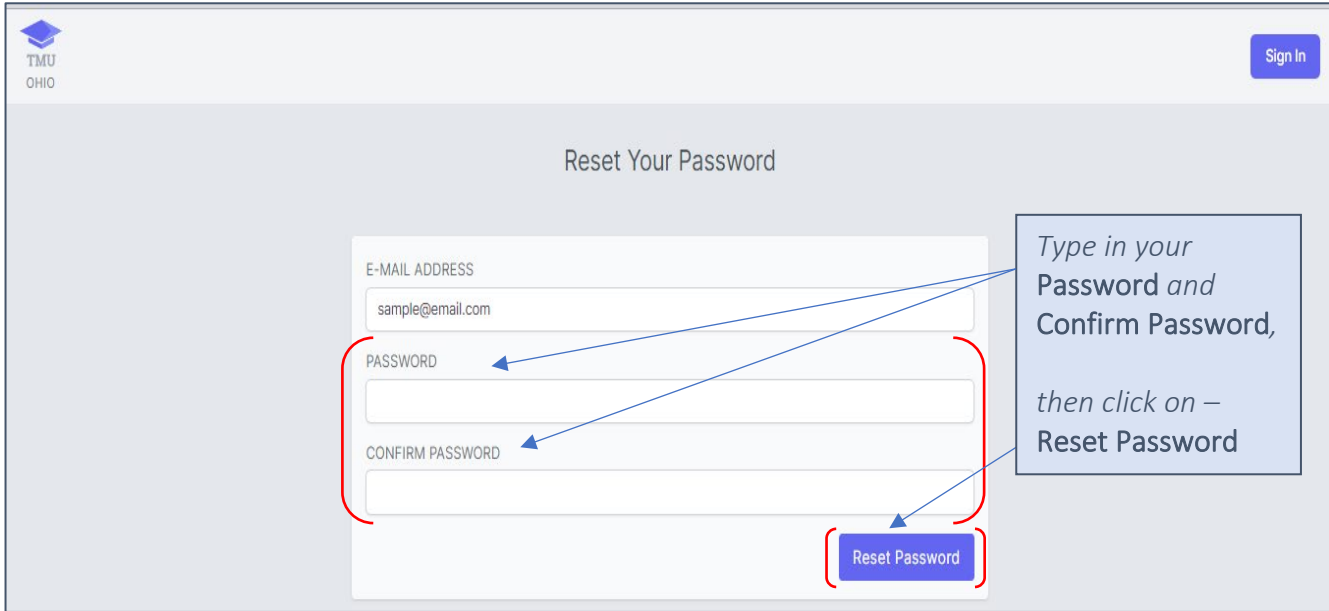 TMU
OHIO
Sign In
Reset Your Password
E-MAIL ADDRESS
sample@email.com
PASSWORD
CONFIRM PASSWORD
Reset Password
Type in your
Password and
Confirm Password,
then click on –
Reset Password